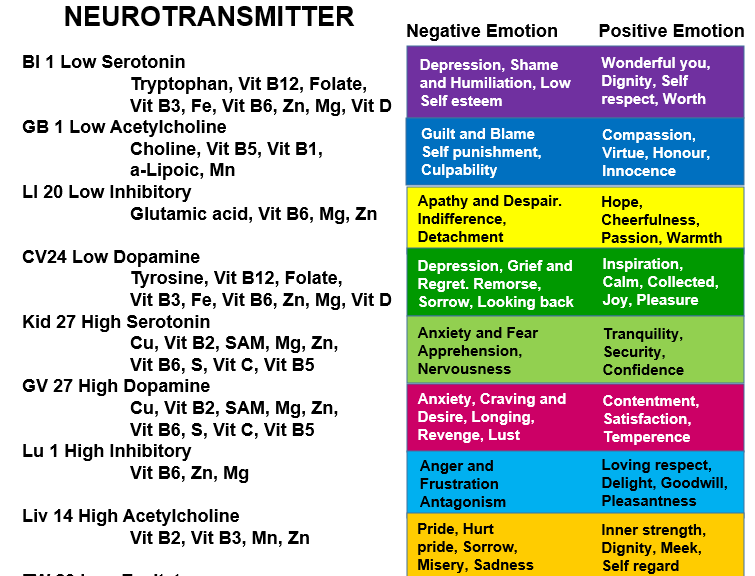 NEUROTRANSMITTER
Negative Emotion
Positive Emotion
Bl 1 Low Serotonin
Tryptophan, Vit B12, Folate,
Vit B3, Fe, Vit B6, Zn, Mg, Vit D
Depression, Shame
and Humiliation, Low
Self esteem
Wonderful you,
Dignity, Self
respect, Worth
GB 1 Low Acetylcholine
Choline, Vit B5, Vit B1,
a-Lipoic, Mn
Guilt and Blame
Self punishment,
Culpability
Compassion,
Virtue, Honour,
Innocence
LI 20 Low Inhibitory
Glutamic acid, Vit B6, Mg, Zn
Apathy and Despair.
Indifference,
Detachment
Hope,
Cheerfulness,
Passion, Warmth
CV24 Low Dopamine
Tyrosine, Vit B12, Folate,
Vit B3, Fe, Vit B6, Zn, Mg, Vit D
Depression, Grief and
Regret. Remorse,
Sorrow, Looking back
Inspiration,
Calm, Collected,
Joy, Pleasure
Kid 27 High Serotonin
Cu, Vit B2, SAM, Mg, Zn,
Vit B6, S, Vit C, Vit B5
Anxiety and Fear
Apprehension,
Nervousness
Tranquility,
Security,
Confidence
GV 27 High Dopamine
Cu, Vit B2, SAM, Mg, Zn,
Vit B6, S, Vit C, Vit B5
Anxiety, Craving and
Desire, Longing,
Revenge, Lust
Contentment,
Satisfaction,
Temperence
Lu 1 High Inhibitory
Vit B6, Zn, Mg
Anger and
Frustration
Antagonism
Loving respect,
Delight, Goodwill,
Pleasantness
Liv 14 High Acetylcholine
Vit B2, Vit B3, Mn, Zn
Pride, Hurt
pride, Sorrow,
Misery, Sadness
Inner strength,
Dignity, Meek,
Self regard